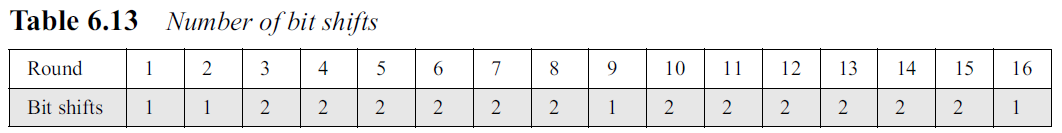 Table 6.13 Number of bit shifts
Round 1 2 3 4 5 6 7 8 9 10 11 12 13 14 15 16
Bit shifts 1 1 2 2 2 2 2 2 1 2 2 2 2 2 2 1